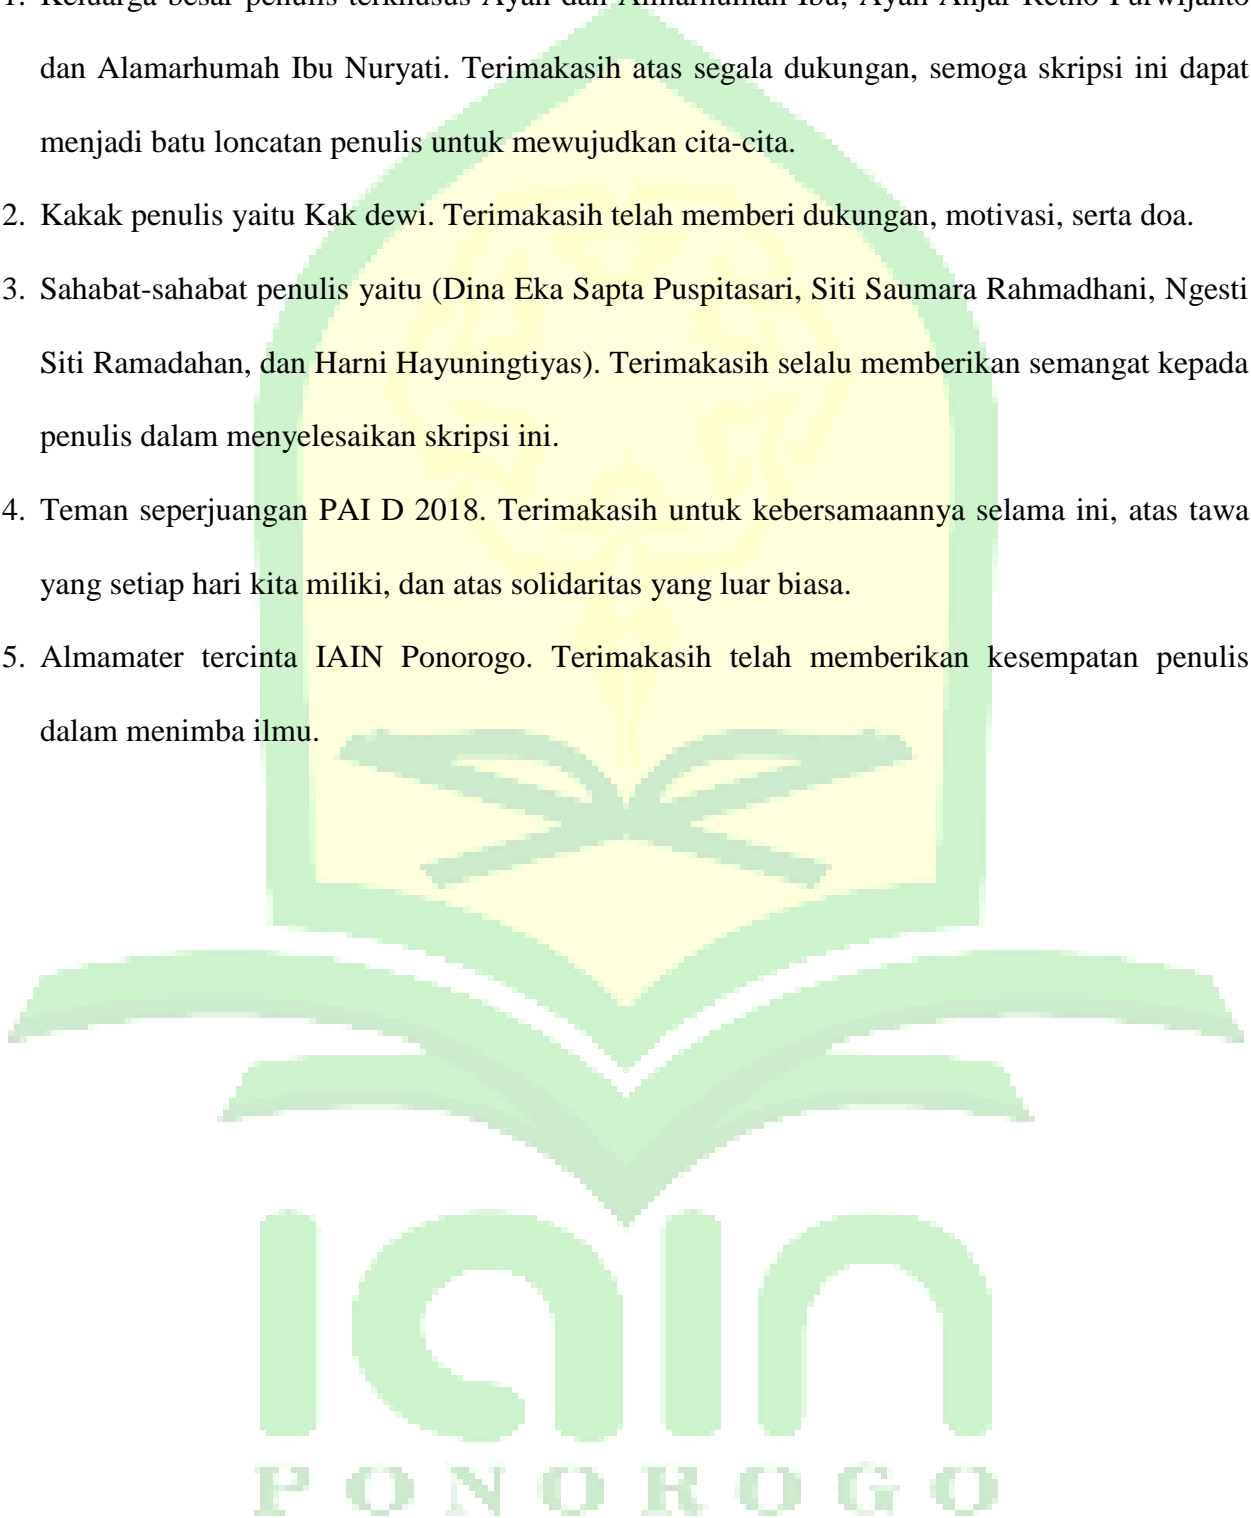 1. Keluarga besar penulis terkhusus Ayah dan Almarhumah Ibu, Ayah Anjar Retno Purwijanto
dan Alamarhumah Ibu Nuryati. Terimakasih atas segala dukungan, semoga skripsi ini dapat
menjadi batu loncatan penulis untuk mewujudkan cita-cita.
2. Kakak penulis yaitu Kak dewi. Terimakasih telah memberi dukungan, motivasi, serta doa.
3. Sahabat-sahabat penulis yaitu (Dina Eka Sapta Puspitasari, Siti Saumara Rahmadhani, Ngesti
Siti Ramadahan, dan Harni Hayuningtiyas). Terimakasih selalu memberikan semangat kepada
penulis dalam menyelesaikan skripsi ini.
4. Teman seperjuangan PAI D 2018. Terimakasih untuk kebersamaannya selama ini, atas tawa
yang setiap hari kita miliki, dan atas solidaritas yang luar biasa.
5. Almamater tercinta IAIN Ponorogo. Terimakasih telah memberikan kesempatan penulis
dalam menimba ilmu.
iain
PONOROGO